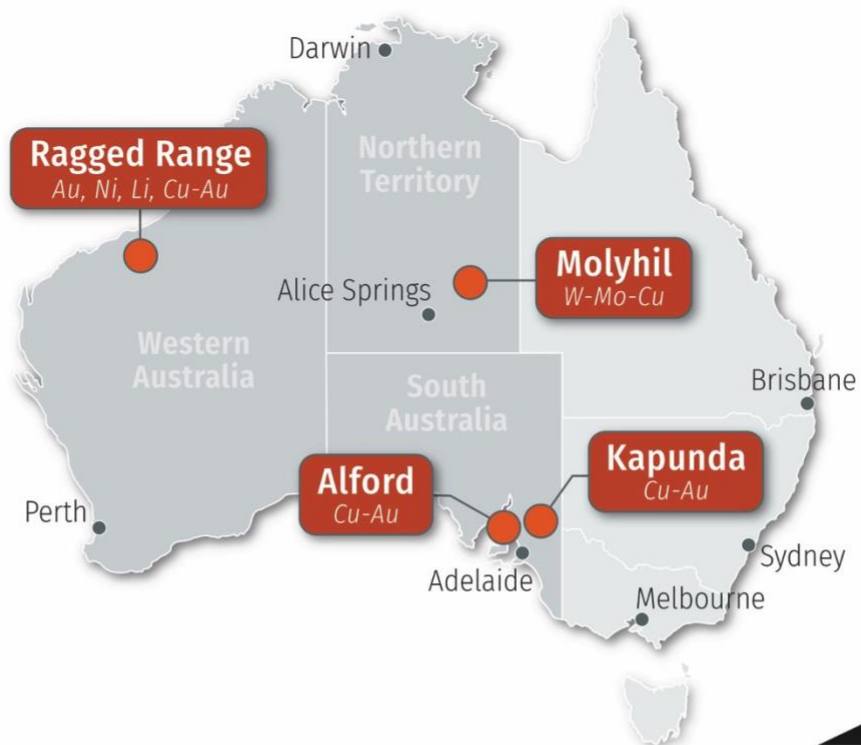 Darwin
Ragged Range
Au, Ni, Li, Cu-Au
Northern
Territory
Molyhil
W-Mo-Cu
Alice Springs
Western
Australia
South
Australia
Brisbane
Alford
Cu-Au
Kapunda
Cu-Au
Perth
Adelaide
Sydney
Melbourne